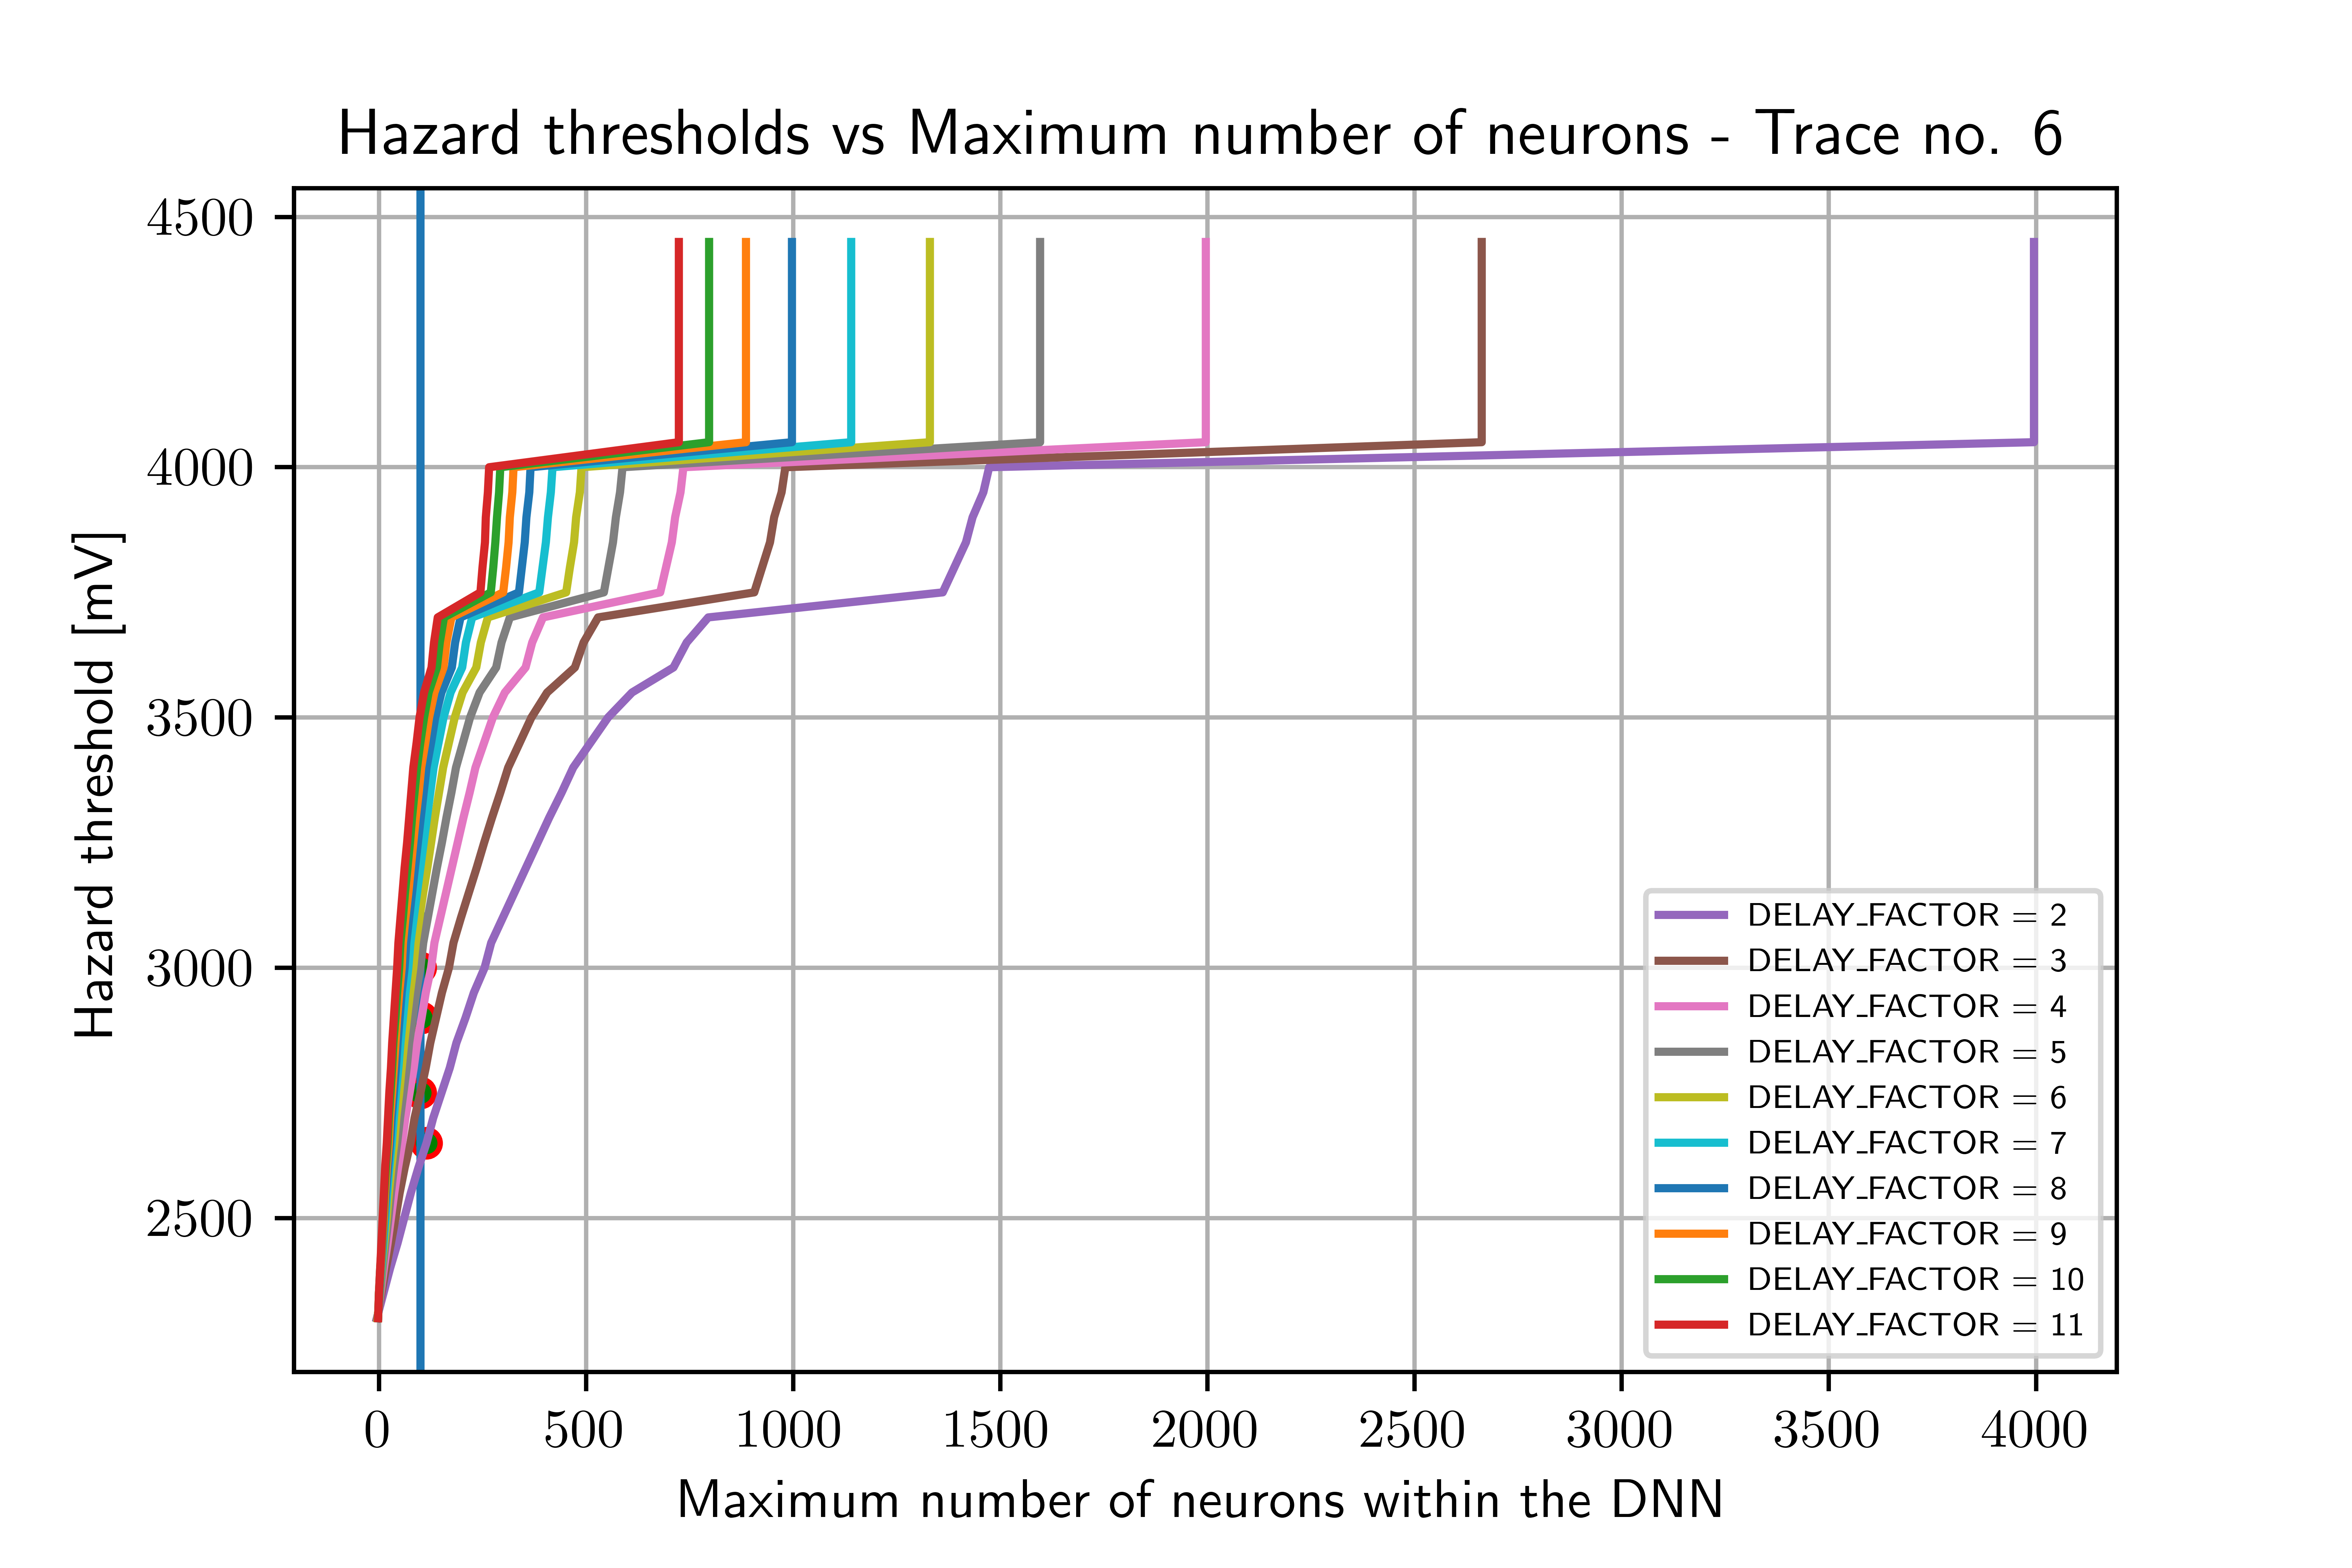 Hazard thresholds vs Maximum number of neurons - Trace no. 6
Hazard threshold [mV]
4500
4000
3500
3000
2500
0 500 1000 1500 2000 2500 3000 3500 4000
Maximum number of neurons within the DNN
DELAY_FACTOR = 2
DELAY_FACTOR = 3
DELAY_FACTOR = 4
DELAY_FACTOR = 5
DELAY_FACTOR = 6
DELAY_FACTOR = 7
DELAY_FACTOR = 8
DELAY_FACTOR = 9
DELAY_FACTOR = 10
DELAY_FACTOR = 11